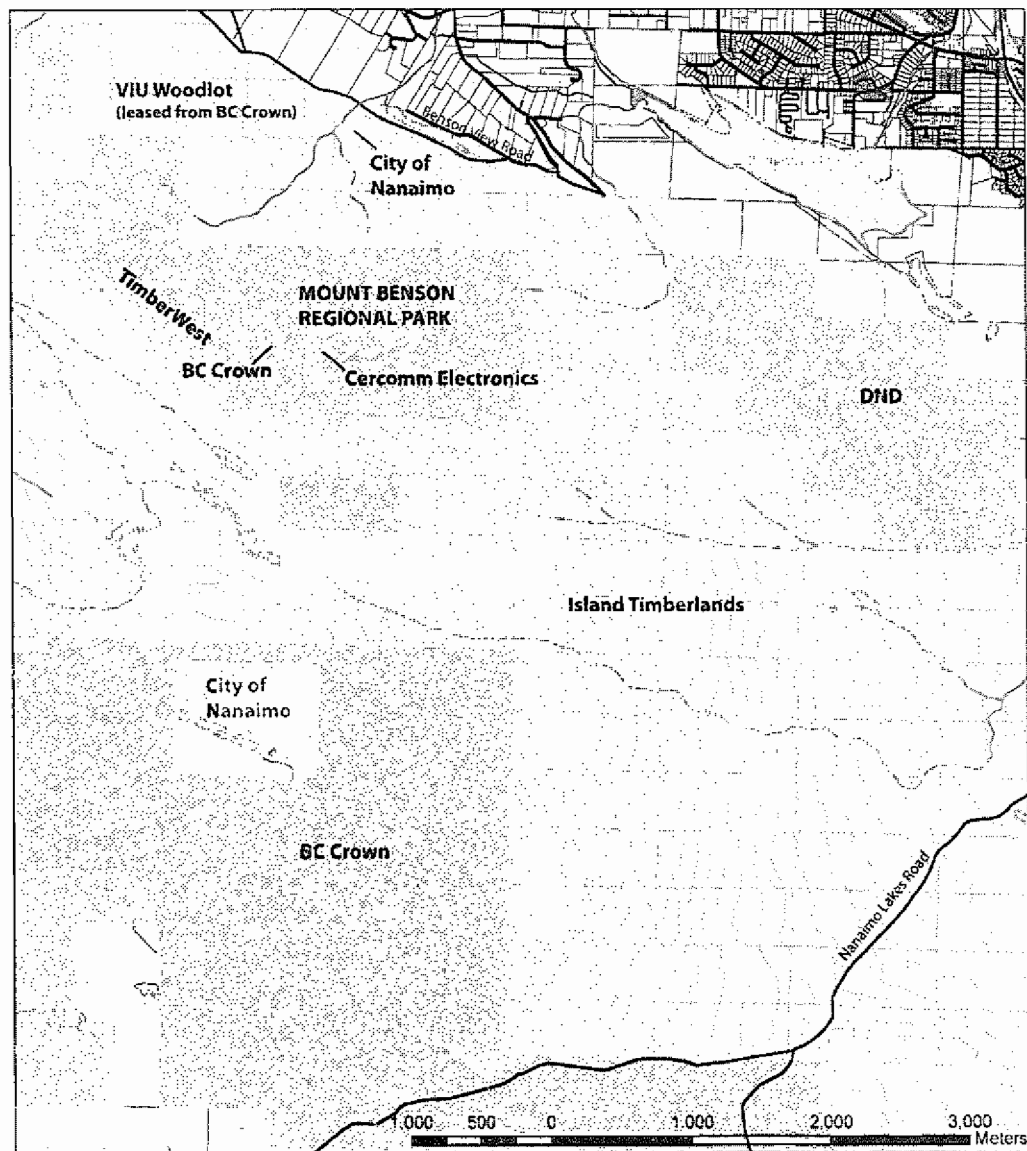 VIU Woodlot
(leased from BC Crown)
Benson View Road
City of
Nanaimo
TimberWest
MOUNT BENSON
REGIONAL PARK
BC Crown
Cercomm Electronics
DND
Island Timberlands
City of
Nanaimo
BC Crown
Nanaimo Lakes Road
000 500 0 1,000 2,000 3,000
Meters